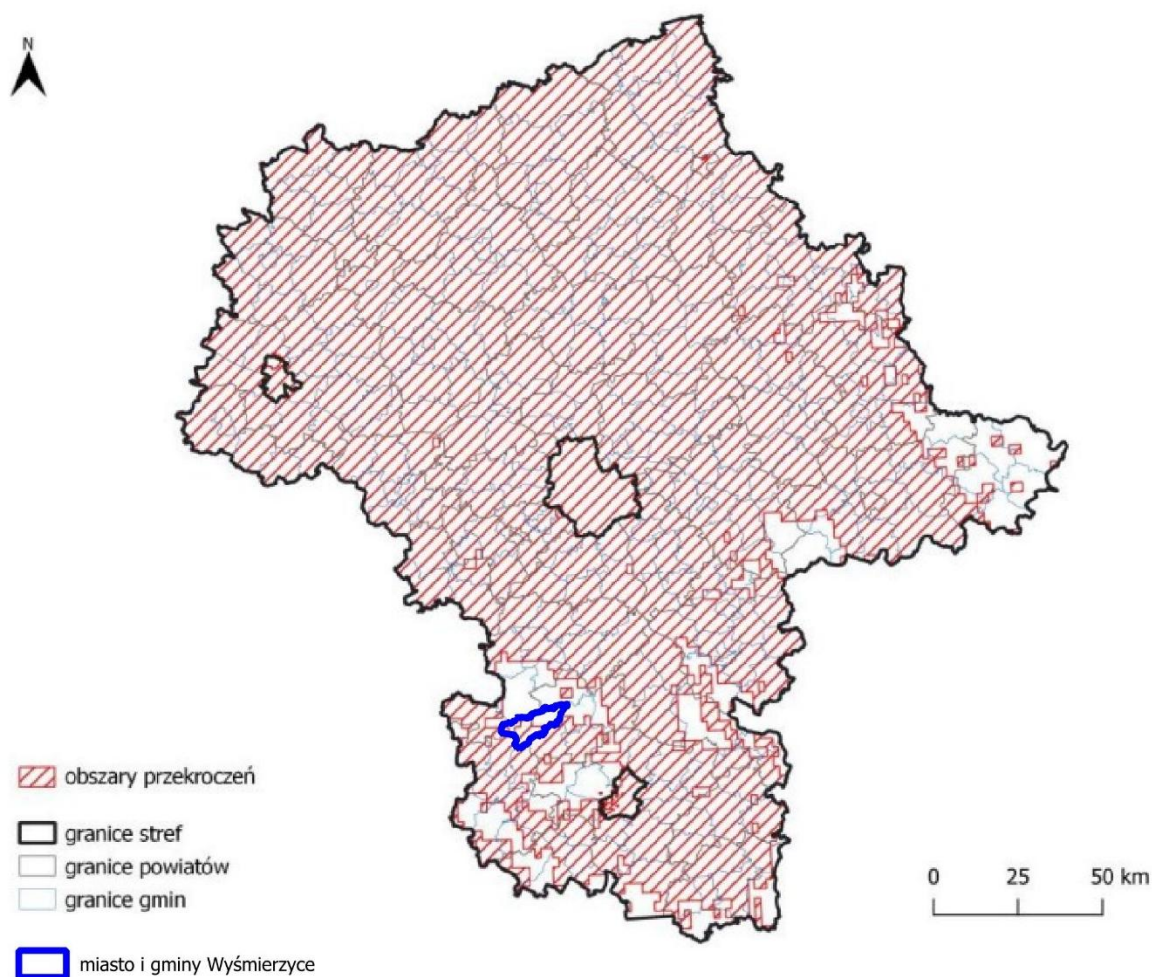 N
obszary przekroczeń
granice stref
granice powiatów
granice gmin
miasto i gminy Wyśmierzyce
0 25 50 km